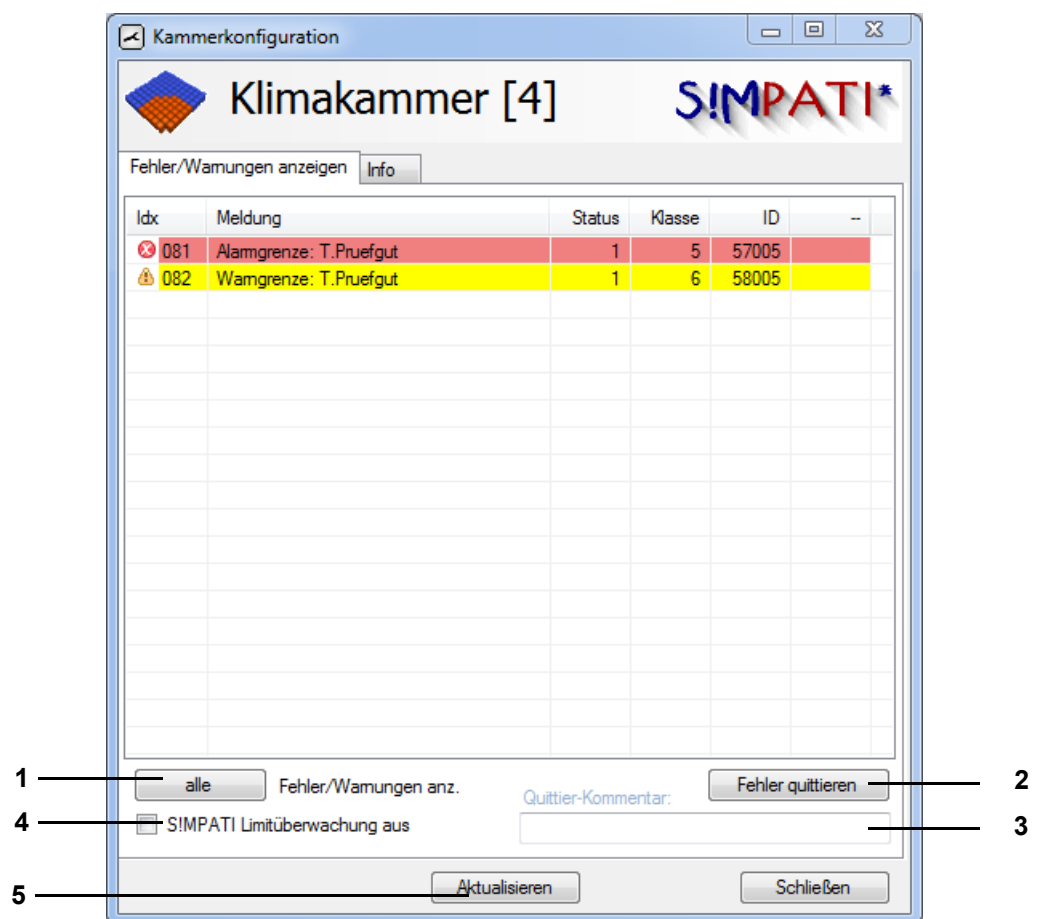 Kammerkonfiguration
Klimakammer [4]
S!MPATI*
Fehler/Warnungen anzeigen Info
Idx Meldung Status Klasse ID --
081 Alarmgrenze: T.Pruefgut 1 5 57005
082 Warngrenze: T.Pruefgut 1 6 58005
1 alle Fehler/Warnungen anz. Fehler quittieren 2
Quittier-Kommentar:
4 S!MPATI Limitüberwachung aus 3
5 Aktualisieren Schließen